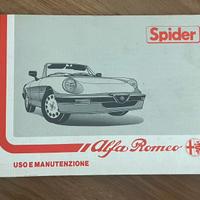 Spider
Alfa Romeo
USO E MANUTENZIONE